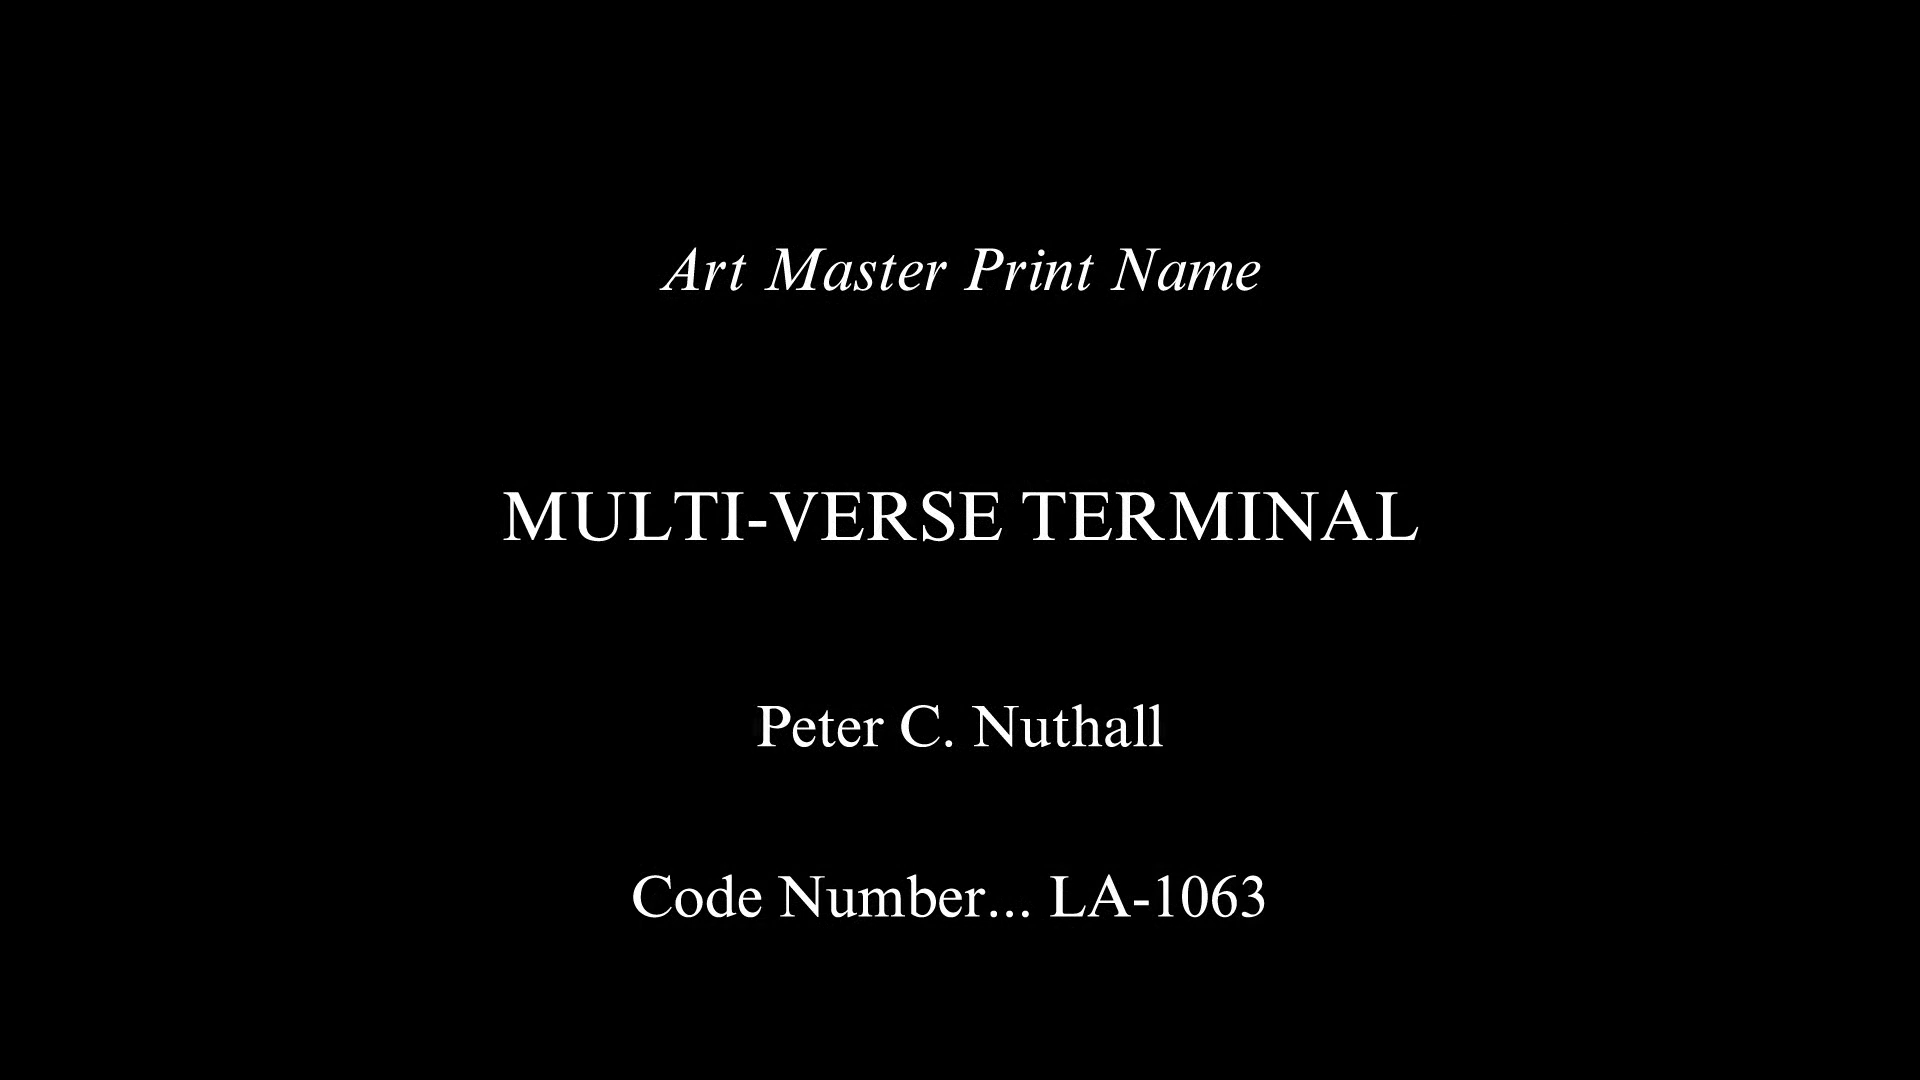 Art Master Print Name
MULTI-VERSE TERMINAL
Peter C. Nuthall
Code Number... LA-1063